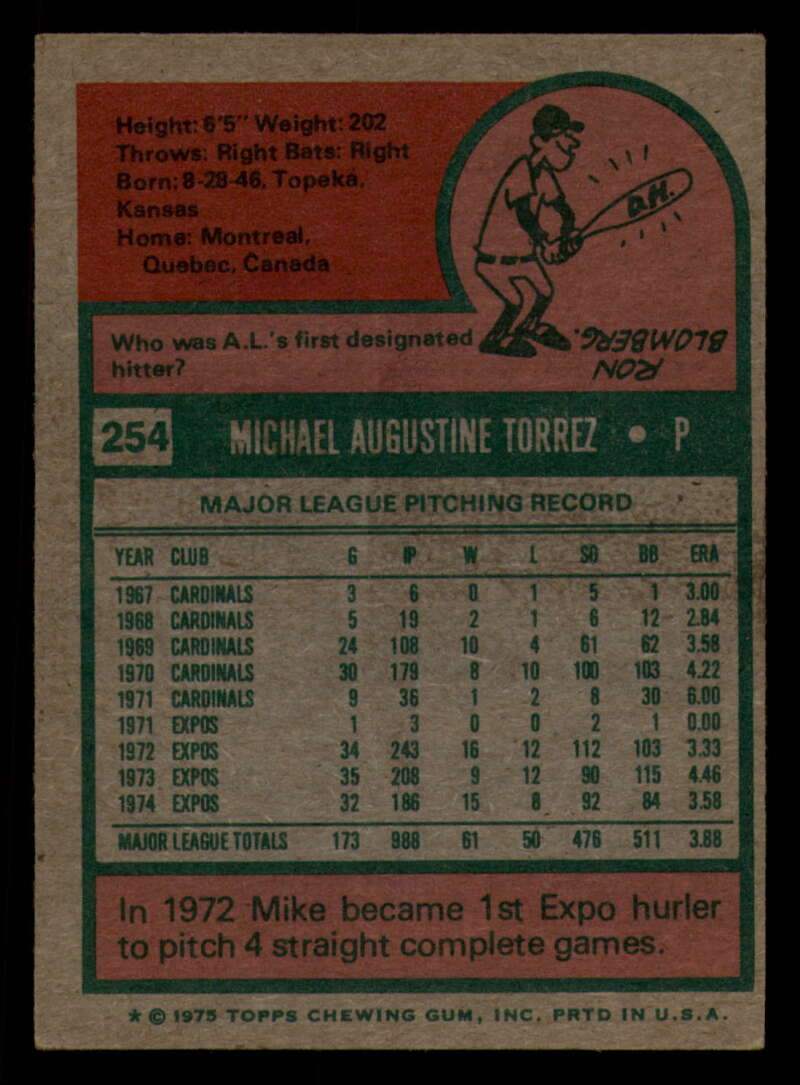 Height: 6'5" Weight: 202
Throws: Right Bats: Right
Born: 8-28-46, Topeka,
Kansas
Home: Montreal,
Quebec, Canada
D.H.
Who was A.L.'s first designated
hitter?
RON
BLOMBERG.
254 MICHAEL AUGUSTINE TORREZ • P
MAJOR LEAGUE PITCHING RECORD
YEAR CLUB G IP W L SO BB ERA
1967 CARDINALS 3 6 0 1 5 1 3.00
1968 CARDINALS 5 19 2 1 6 12 2.84
1969 CARDINALS 24 108 10 4 61 62 3.58
1970 CARDINALS 30 179 8 10 100 103 4.22
1971 CARDINALS 9 36 1 2 8 30 6.00
1971 EXPOS 1 3 0 0 2 1 0.00
1972 EXPOS 34 243 16 12 112 103 3.33
1973 EXPOS 35 208 9 12 90 115 4.46
1974 EXPOS 32 186 15 8 92 84 3.58
MAJOR LEAGUE TOTALS 173 988 61 50 476 511 3.88
In 1972 Mike became 1st Expo hurler
to pitch 4 straight complete games.
* © 1975 TOPPS CHEWING GUM, INC. PRTD IN U.S.A.